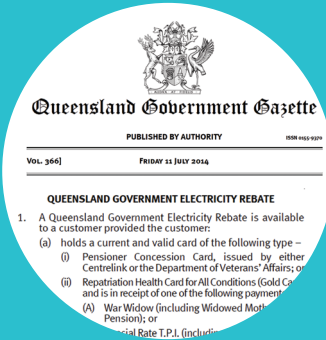 Queensland Government Gazette
PUBLISHED BY AUTHORITY
ISSN 0155-9370
VOL. 366]
FRIDAY 11 JULY 2014
QUEENSLAND GOVERNMENT ELECTRICITY REBATE
1. A Queensland Government Electricity Rebate is available
to a customer provided the customer:
(a) holds a current and valid card of the following type –
(i) Pensioner Concession Card, issued by either
Centrelink or the Department of Veterans' Affairs; or
(ii) Repatriation Health Card for All Conditions (Gold
and is in receipt of one of the following
(A) War Widow (including Widowed
Pension); or
Rate T.P.I.